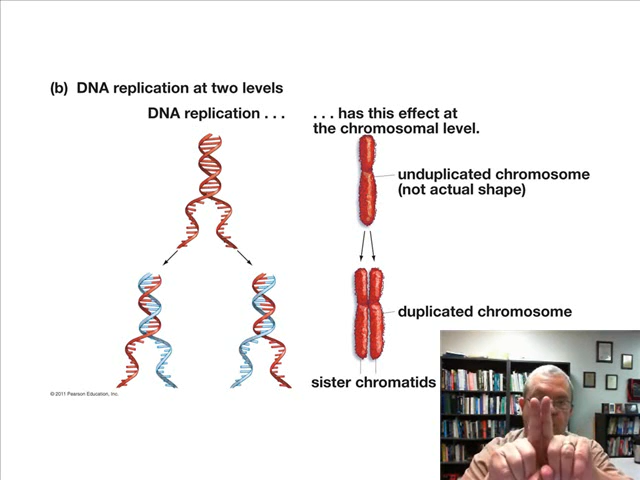 (b) DNA replication at two levels
DNA replication . . .
. . . has this effect at
the chromosomal level.
unduplicated chromosome
(not actual shape)
duplicated chromosome
sister chromatids
© 2011 Pearson Education, Inc.